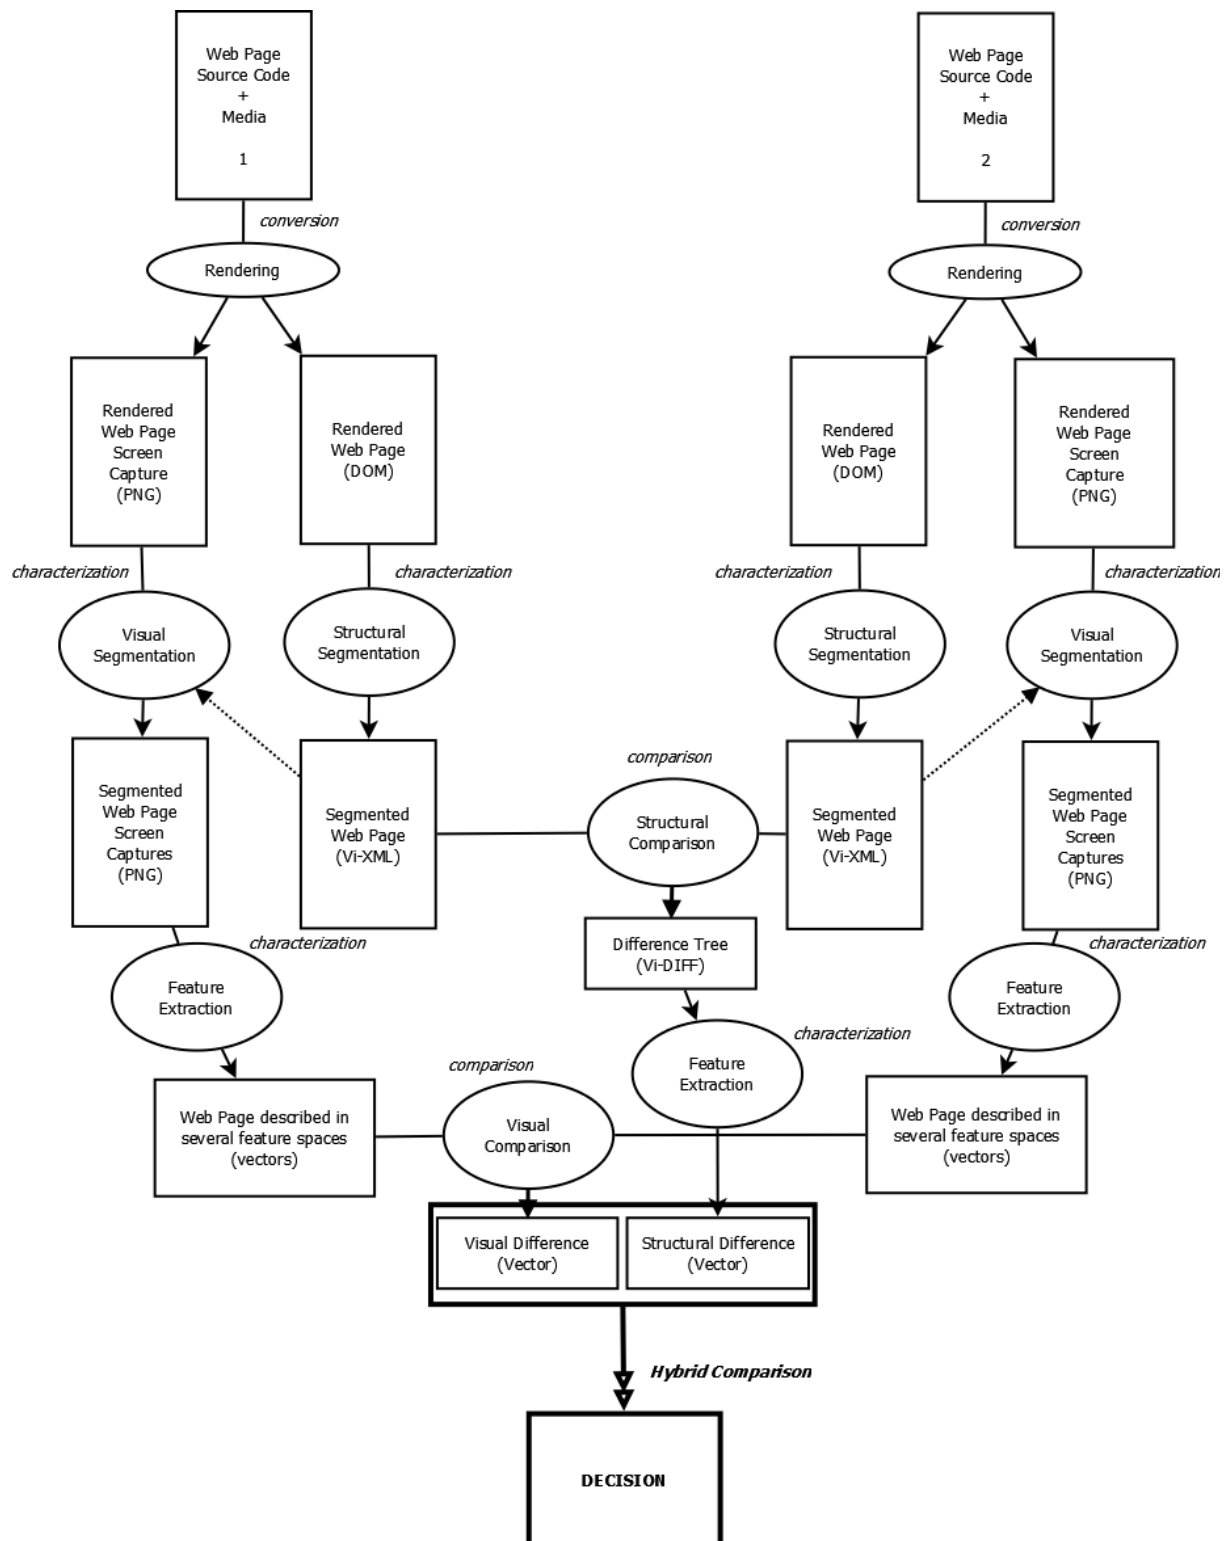 Web Page
Source Code
+
Media
1
Web Page
Source Code
+
Media
2
conversion
conversion
Rendering
Rendering
Rendered
Web Page
Screen
Capture
(PNG)
Rendered
Web Page
(DOM)
Rendered
Web Page
(DOM)
Rendered
Web Page
Screen
Capture
(PNG)
characterization
characterization
characterization
characterization
Visual
Segmentation
Structural
Segmentation
Structural
Segmentation
Visual
Segmentation
comparison
Segmented
Web Page
Screen
Captures
(PNG)
Segmented
Web Page
(Vi-XML)
Structural
Comparison
Segmented
Web Page
(Vi-XML)
Segmented
Web Page
Screen
Captures
(PNG)
characterization
characterization
Difference Tree
(Vi-DIFF)
Feature
Extraction
Feature
Extraction
characterization
comparison
Feature
Extraction
Web Page described in
several feature spaces
(vectors)
Visual
Comparison
Web Page described in
several feature spaces
(vectors)
Visual Difference
(Vector)
Structural Difference
(Vector)
Hybrid Comparison
DECISION